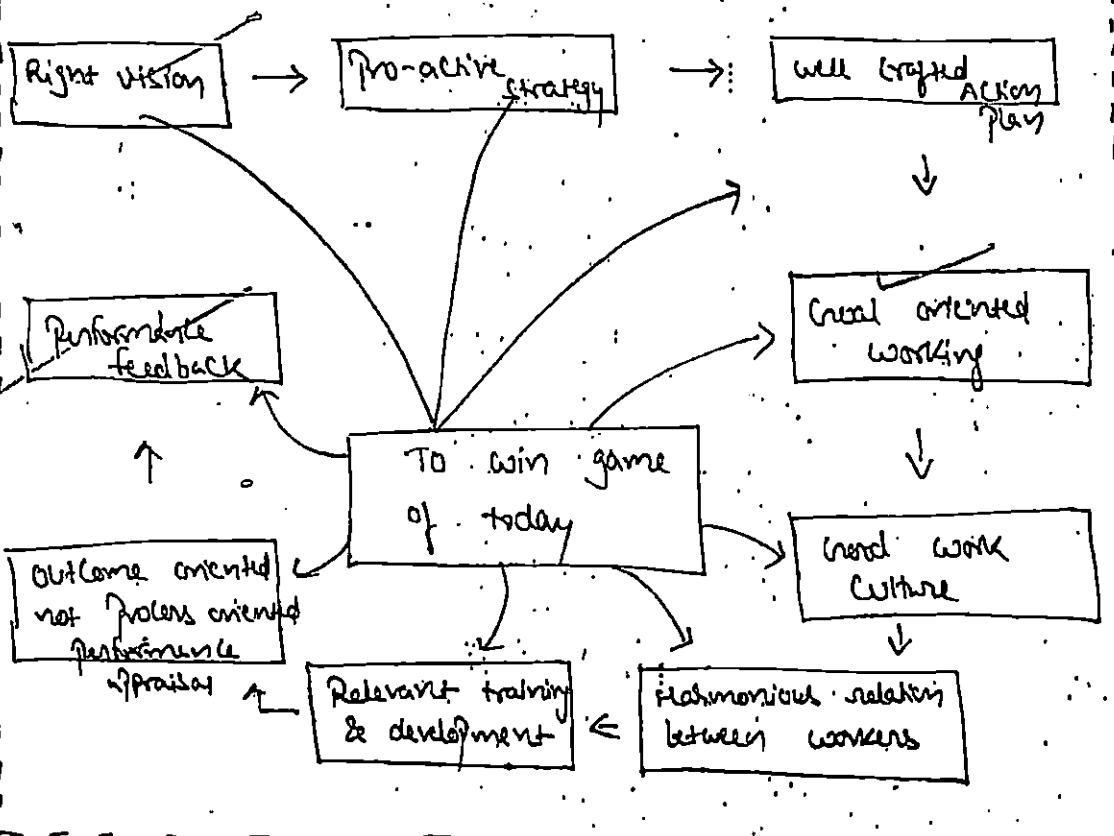 Right vision
Pro-active
strategy
well crafted
Action
Plan
Performance
feedback
Goal oriented
working
To win game
of today
Good work
Culture
Outcome oriented
not Process oriented
performance
appraisal
Relevant training
& development
Harmonious relation
between workers